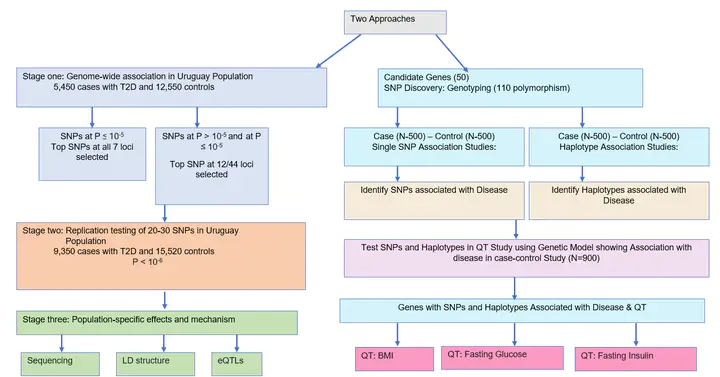 Two Approaches
Stage one: Genome-wide association in Uruguay Population
5,450 cases with T2D and 12,550 controls
Candidate Genes (50)
SNP Discovery: Genotyping (110 polymorphism)
SNPs at P ≤ 10-5
Top SNPs at all 7 loci
selected
SNPs at P > 10-5 and at P
≤ 10-5
Top SNP at 12/44 loci
selected
Case (N-500) – Control (N-500)
Single SNP Association Studies:
Case (N-500) – Control (N-500)
Haplotype Association Studies:
Identify SNPs associated with Disease
Identify Haplotypes associated with
Disease
Stage two: Replication testing of 20-30 SNPs in Uruguay
Population
9,350 cases with T2D and 15,520 controls
P < 10-6
Test SNPs and Haplotypes in QT Study using Genetic Model showing Association with
disease in case-control Study (N=900)
Stage three: Population-specific effects and mechanism
Genes with SNPs and Haplotypes Associated with Disease & QT
Sequencing
LD structure
eQTLs
QT: BMI
QT: Fasting Glucose
QT: Fasting Insulin